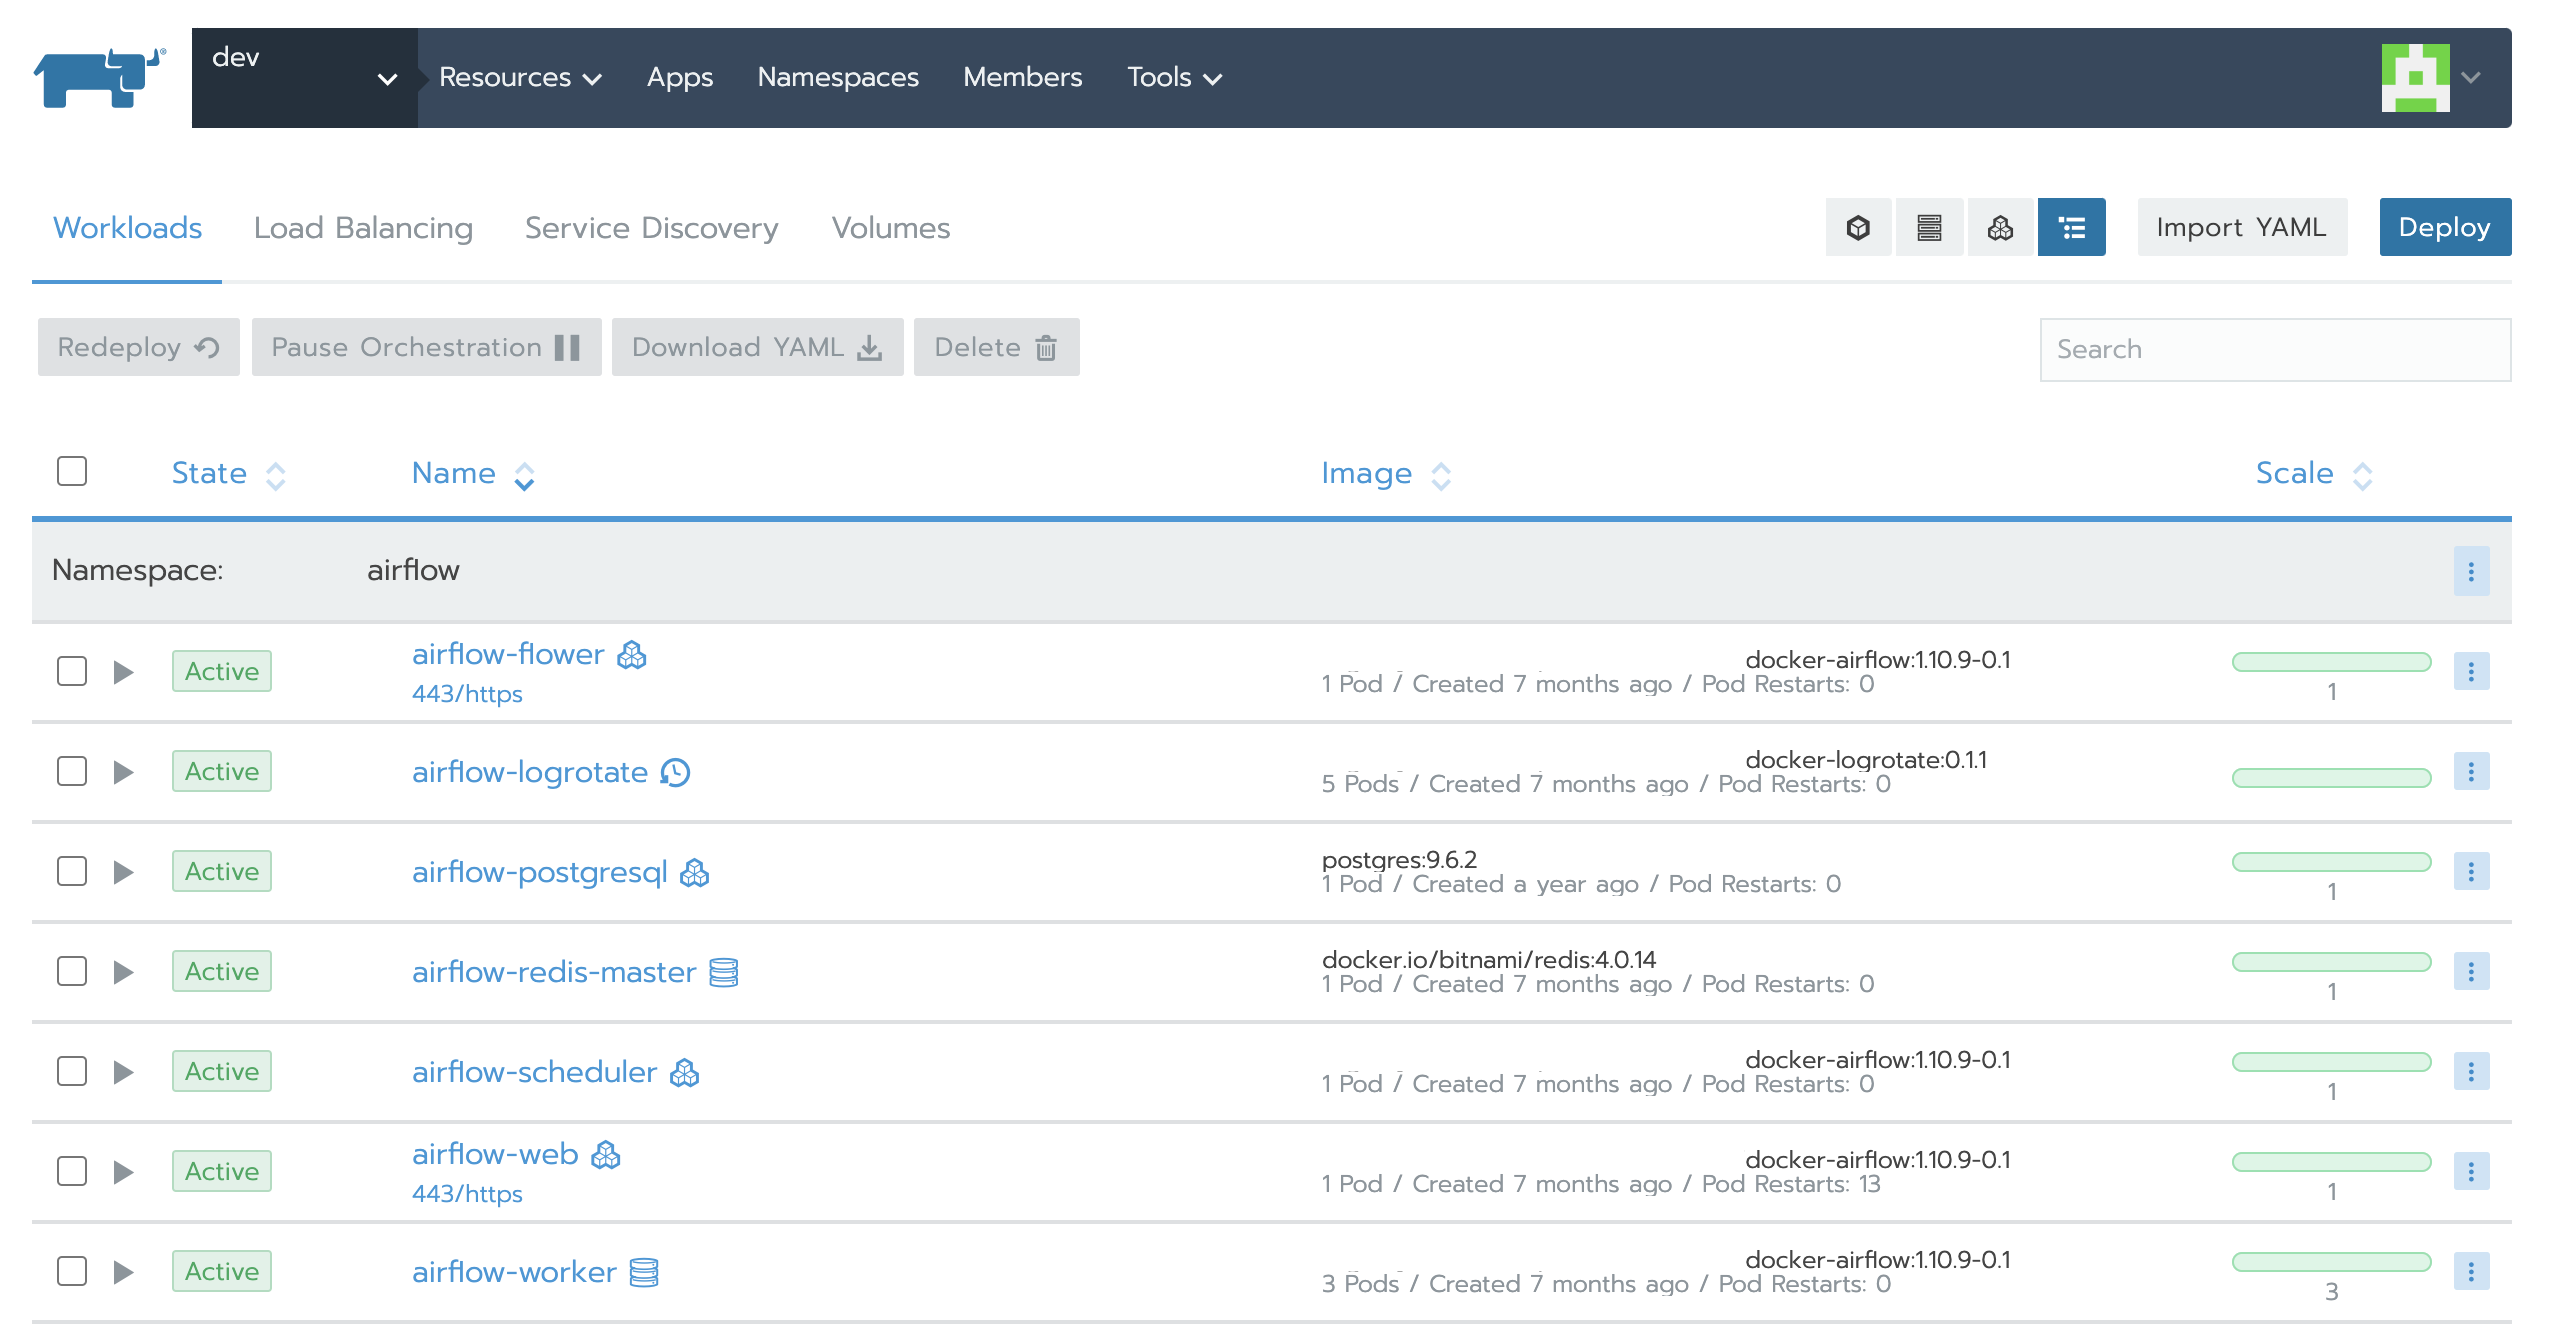 dev
Resources Apps Namespaces Members Tools
Workloads Load Balancing Service Discovery Volumes Import YAML Deploy
Redeploy Pause Orchestration Download YAML Delete Search
State Name Image Scale
Namespace: airflow
Active airflow-flower docker-airflow:1.10.9-0.1
443/https 1 Pod / Created 7 months ago / Pod Restarts: 0 1
Active airflow-logrotate docker-logrotate:0.1.1
5 Pods / Created 7 months ago / Pod Restarts: 0
Active airflow-postgresql postgres:9.6.2
1 Pod / Created a year ago / Pod Restarts: 0 1
Active airflow-redis-master docker.io/bitnami/redis:4.0.14
1 Pod / Created 7 months ago / Pod Restarts: 0 1
Active airflow-scheduler docker-airflow:1.10.9-0.1
1 Pod / Created 7 months ago / Pod Restarts: 0 1
Active airflow-web docker-airflow:1.10.9-0.1
443/https 1 Pod / Created 7 months ago / Pod Restarts: 13 1
Active airflow-worker docker-airflow:1.10.9-0.1
3 Pods / Created 7 months ago / Pod Restarts: 0 3